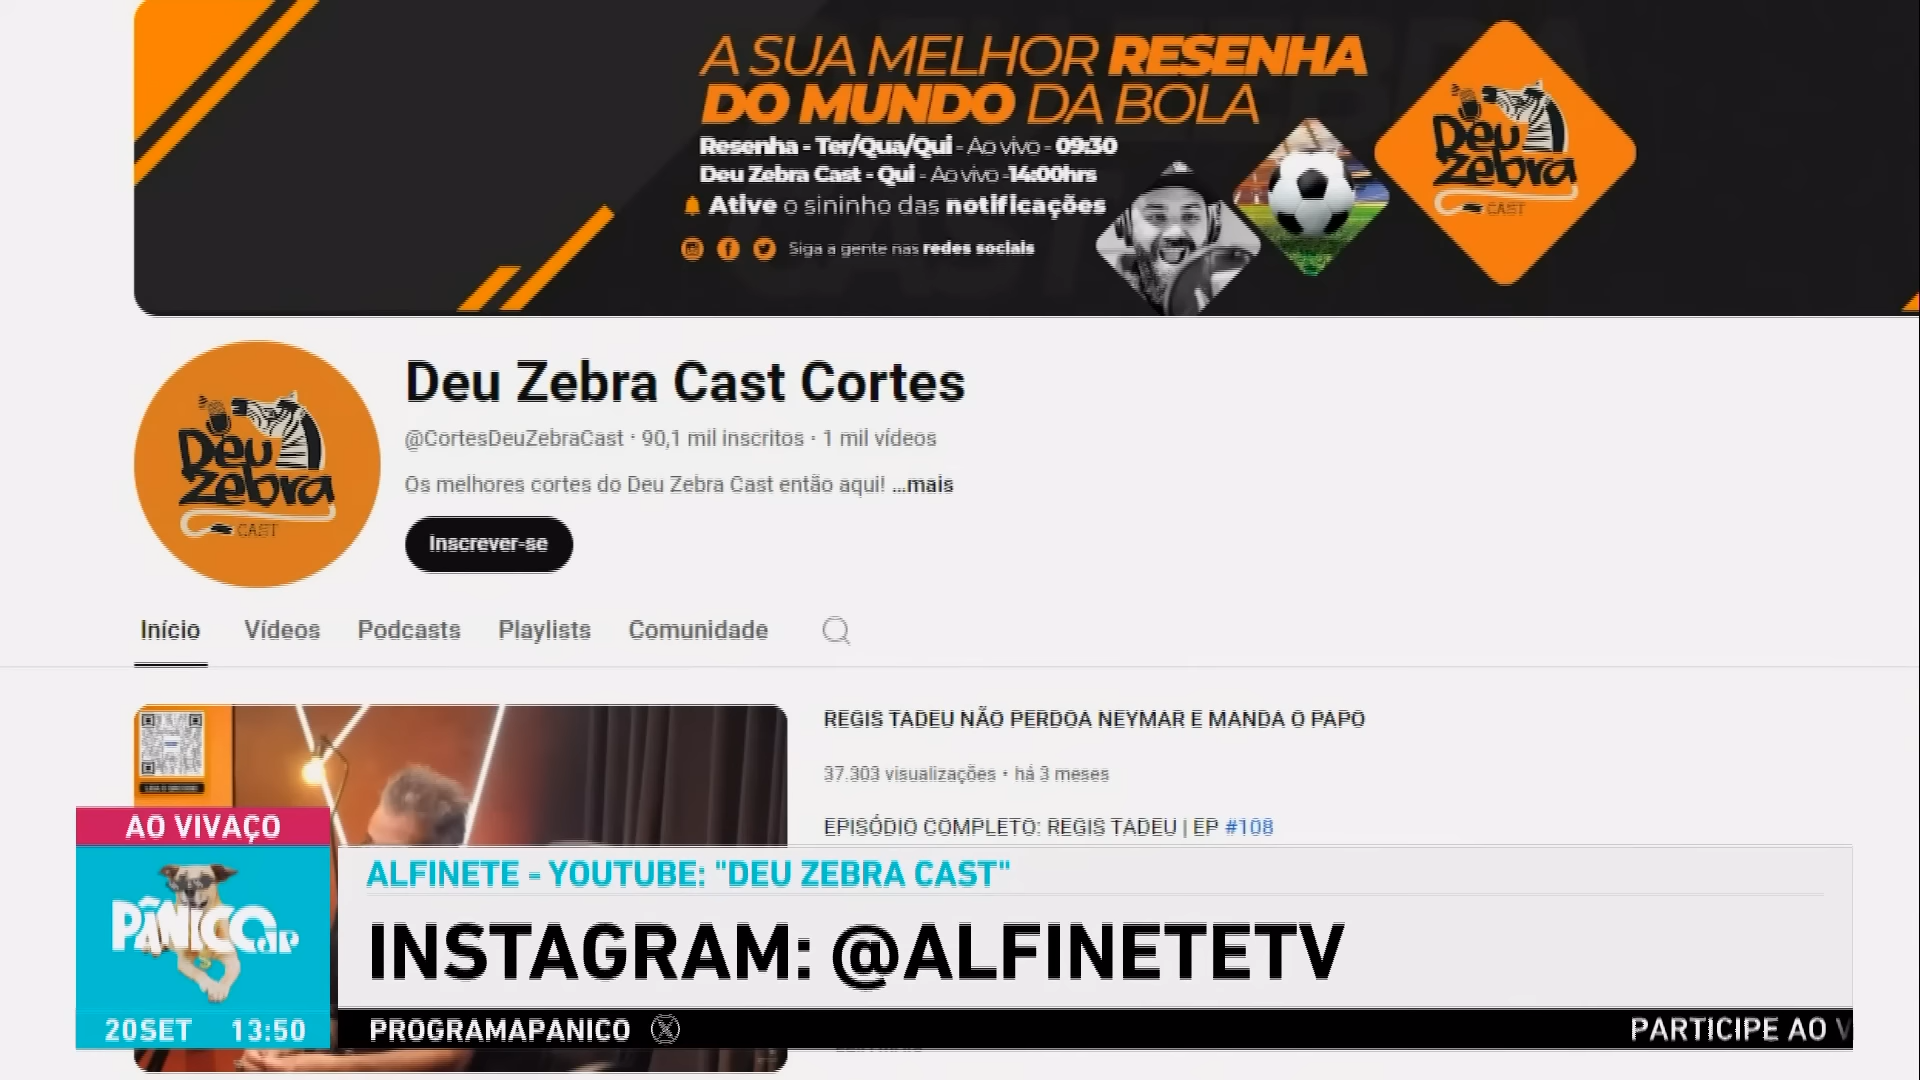 A SUA MELHOR RESENHA
DO MUNDO DA BOLA
Resenha - Ter/Qua/Qui - Ao vivo - 09:30
Deu Zebra Cast - Qui - Ao vivo -14:00hrs
Ative o sininho das notificações
Siga a gente nas redes sociais
Deu
zebra
CAST
Deu
zebra
CAST
Deu Zebra Cast Cortes
@CortesDeuZebraCast · 90,1 mil inscritos · 1 mil vídeos
Os melhores cortes do Deu Zebra Cast então aqui! ...mais
Inscrever-se
Início Vídeos Podcasts Playlists Comunidade
REGIS TADEU NÃO PERDOA NEYMAR E MANDA O PAPO
37.303 visualizações · há 3 meses
EPISÓDIO COMPLETO: REGIS TADEU | EP #108
AO VIVAÇO
PÂNICO JP
20SET 13:50
ALFINETE - YOUTUBE: "DEU ZEBRA CAST"
INSTAGRAM: @ALFINETETV
PROGRAMAPANICO X
PARTICIPE AO V